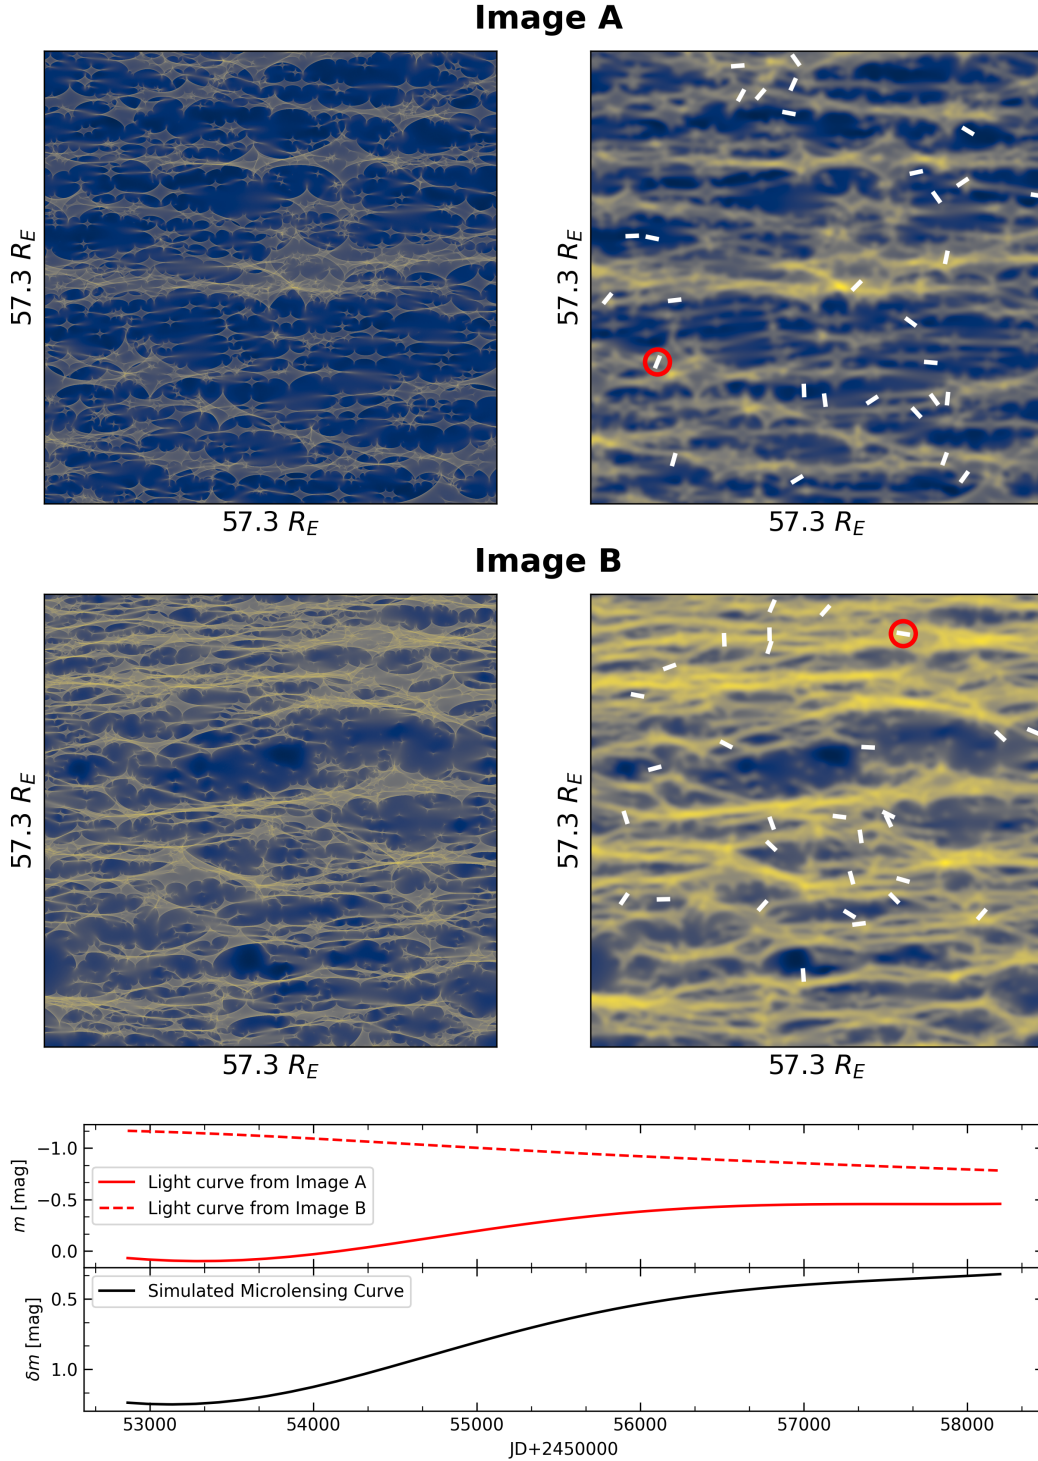 Image A
57.3 R_E
57.3 R_E
57.3 R_E
57.3 R_E
Image B
57.3 R_E
57.3 R_E
57.3 R_E
57.3 R_E
−1.0
−0.5
0.0
m [mag]
Light curve from Image A
Light curve from Image B
0.5
1.0
δm [mag]
Simulated Microlensing Curve
53000 54000 55000 56000 57000 58000
JD+2450000